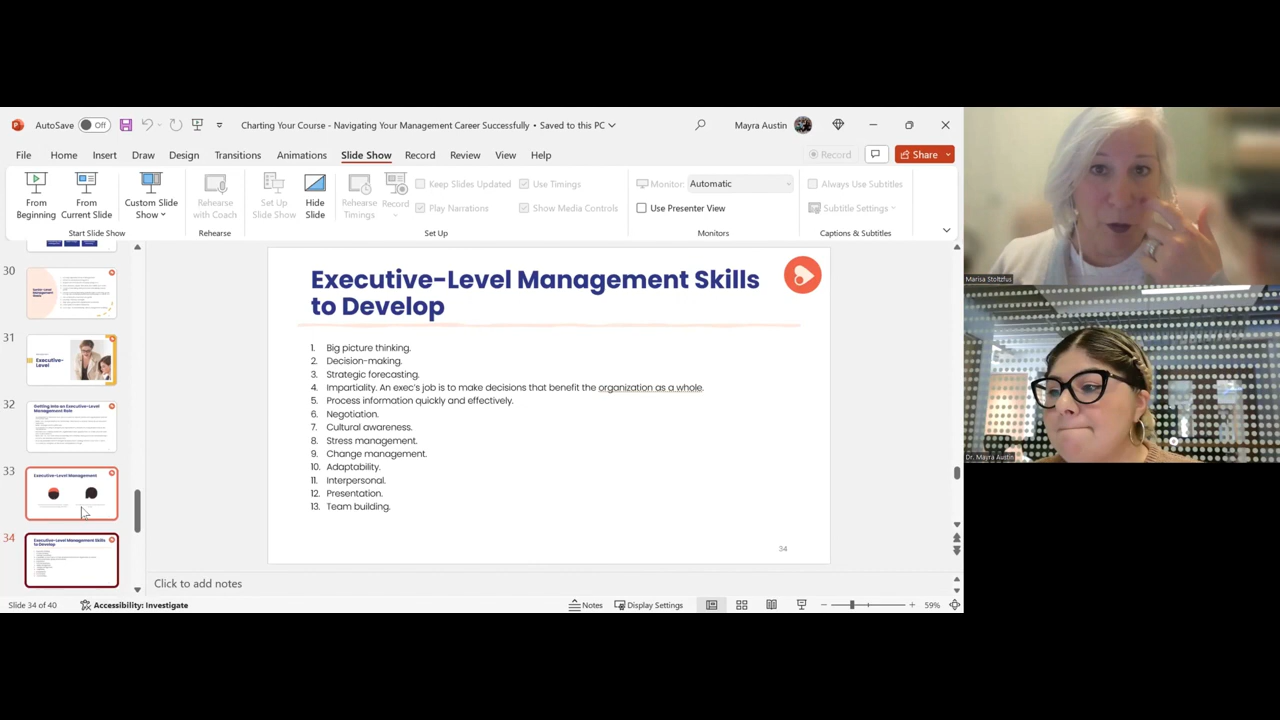 AutoSave Off Charting Your Course - Navigating Your Management Career Successfully • Saved to this PC Mayra Austin
File Home Insert Draw Design Transitions Animations Slide Show Record Review View Help Record Share
From Beginning
From Current Slide
Custom Slide Show
Rehearse with Coach
Set Up Slide Show
Hide Slide
Rehearse Timings
Record
Keep Slides Updated
Play Narrations
Use Timings
Show Media Controls
Monitor: Automatic
Use Presenter View
Always Use Subtitles
Subtitle Settings
Start Slide Show Rehearse Set Up Monitors Captions & Subtitles
30
31
Executive-Level
32
Getting Into an Executive-Level Management Role
33
Executive-Level Management
34
Executive-Level Management Skills to Develop
Executive-Level Management Skills
to Develop
1. Big picture thinking.
2. Decision-making.
3. Strategic forecasting.
4. Impartiality. An exec's job is to make decisions that benefit the organization as a whole.
5. Process information quickly and effectively.
6. Negotiation.
7. Cultural awareness.
8. Stress management.
9. Change management.
10. Adaptability.
11. Interpersonal.
12. Presentation.
13. Team building.
34
Click to add notes
Slide 34 of 40 Accessibility: Investigate Notes Display Settings 59%
Marisa Stoltzfus
Dr. Mayra Austin